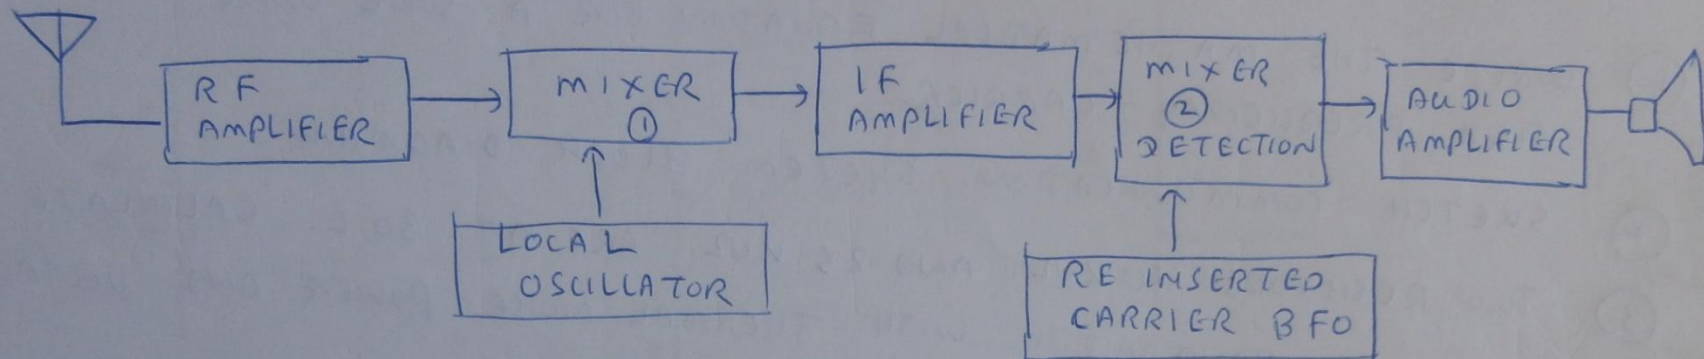 RF
AMPLIFIER
MIXER
①
IF
AMPLIFIER
MIXER
②
DETECTION
AUDIO
AMPLIFIER
LOCAL
OSCILLATOR
RE INSERTED
CARRIER BFO